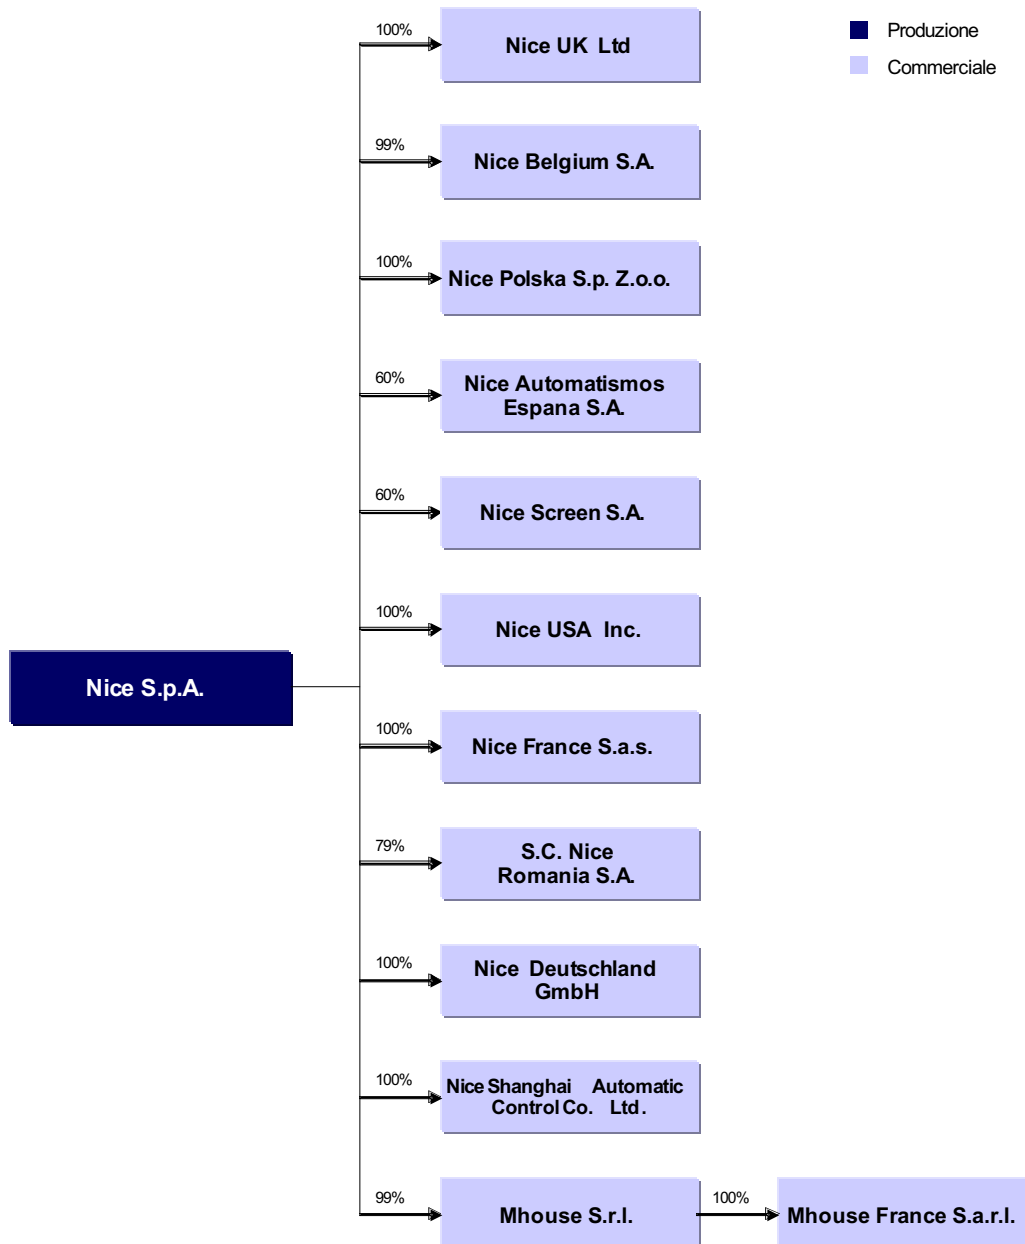 100%
Nice UK Ltd
Produzione
Commerciale
99%
Nice Belgium S.A.
100%
Nice Polska S.p. Z.o.o.
60%
Nice Automatismos
Espana S.A.
60%
Nice Screen S.A.
100%
Nice USA Inc.
Nice S.p.A.
100%
Nice France S.a.s.
79%
S.C. Nice
Romania S.A.
100%
Nice Deutschland
GmbH
100%
Nice Shanghai Automatic
Control Co. Ltd.
99%
Mhouse S.r.l.
100%
Mhouse France S.a.r.l.